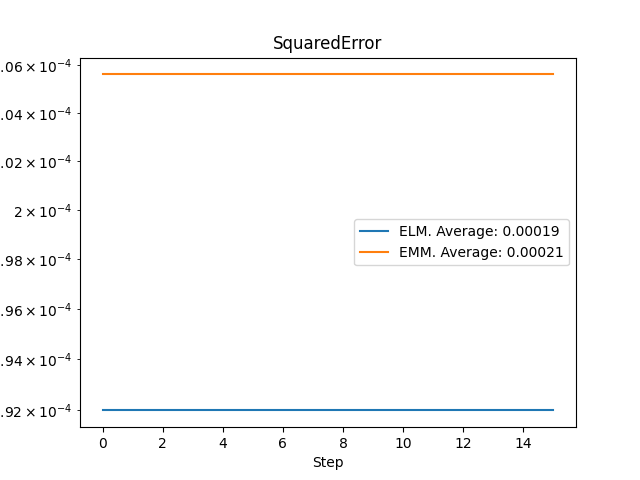 SquaredError
.06 × 10⁻⁴
.04 × 10⁻⁴
.02 × 10⁻⁴
2 × 10⁻⁴
.98 × 10⁻⁴
.96 × 10⁻⁴
.94 × 10⁻⁴
.92 × 10⁻⁴
ELM. Average: 0.00019
EMM. Average: 0.00021
0 2 4 6 8 10 12 14
Step